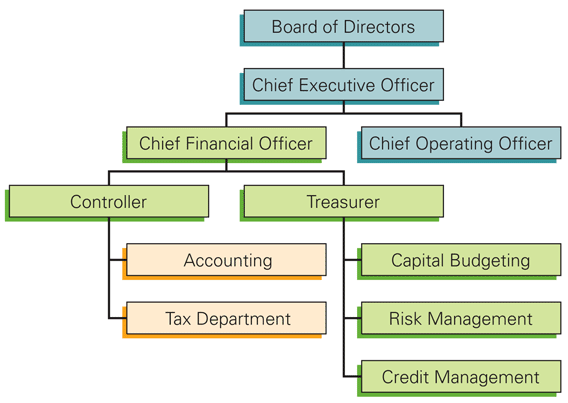 Board of Directors
Chief Executive Officer
Chief Financial Officer
Chief Operating Officer
Controller
Treasurer
Accounting
Capital Budgeting
Tax Department
Risk Management
Credit Management